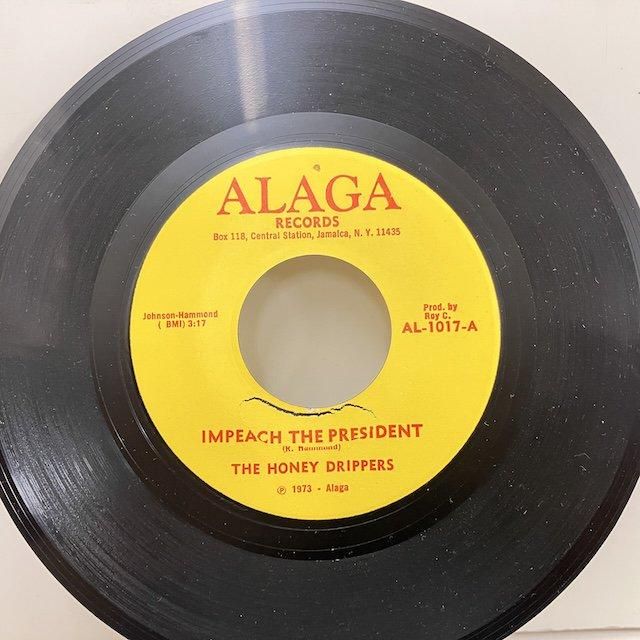 ALAGA
RECORDS
Box 118, Central Station, Jamaica, N. Y. 11435
Johnson-Hammond
( BMI) 3:17
Prod. by
Roy C.
AL-1017-A
IMPEACH THE PRESIDENT
(K. Hammond)
THE HONEY DRIPPERS
℗ 1973 - Alaga